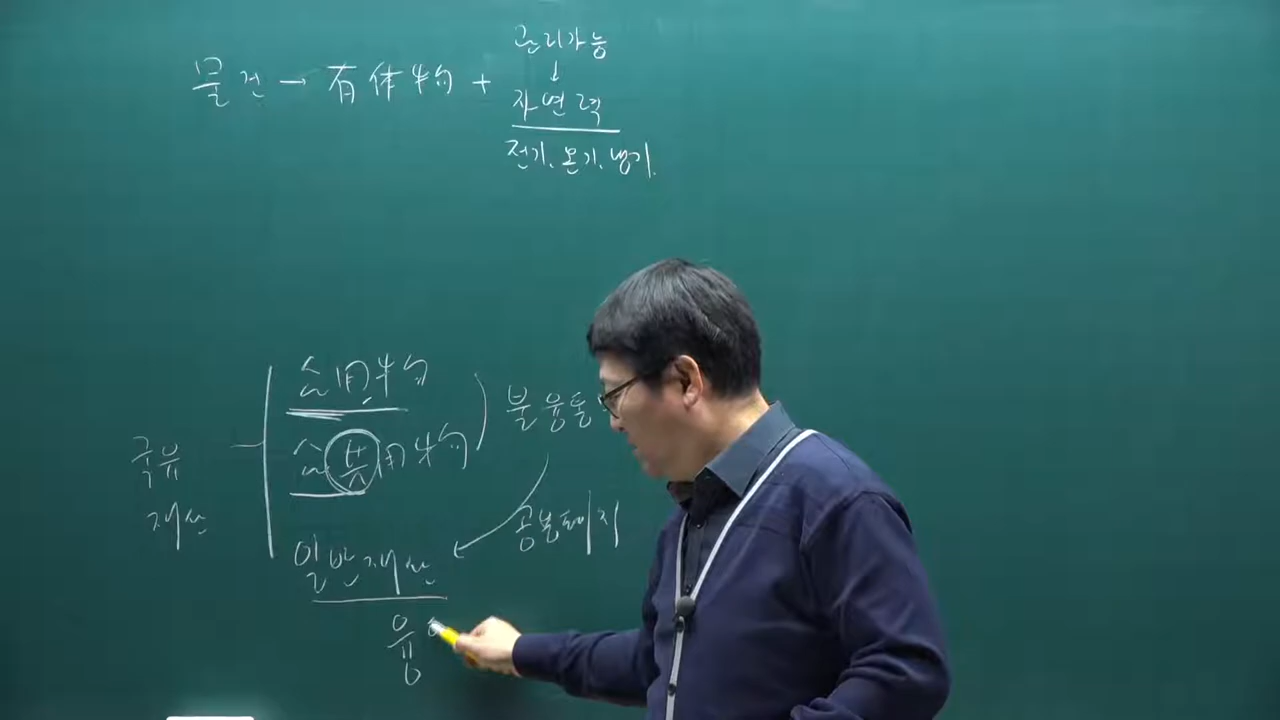 관리가능
↓
물건 → 有体物 + 자연력
전기, 온기, 냉기.
公用物
公共用物
불융통
국유
재산
공용폐지
일반재산
융